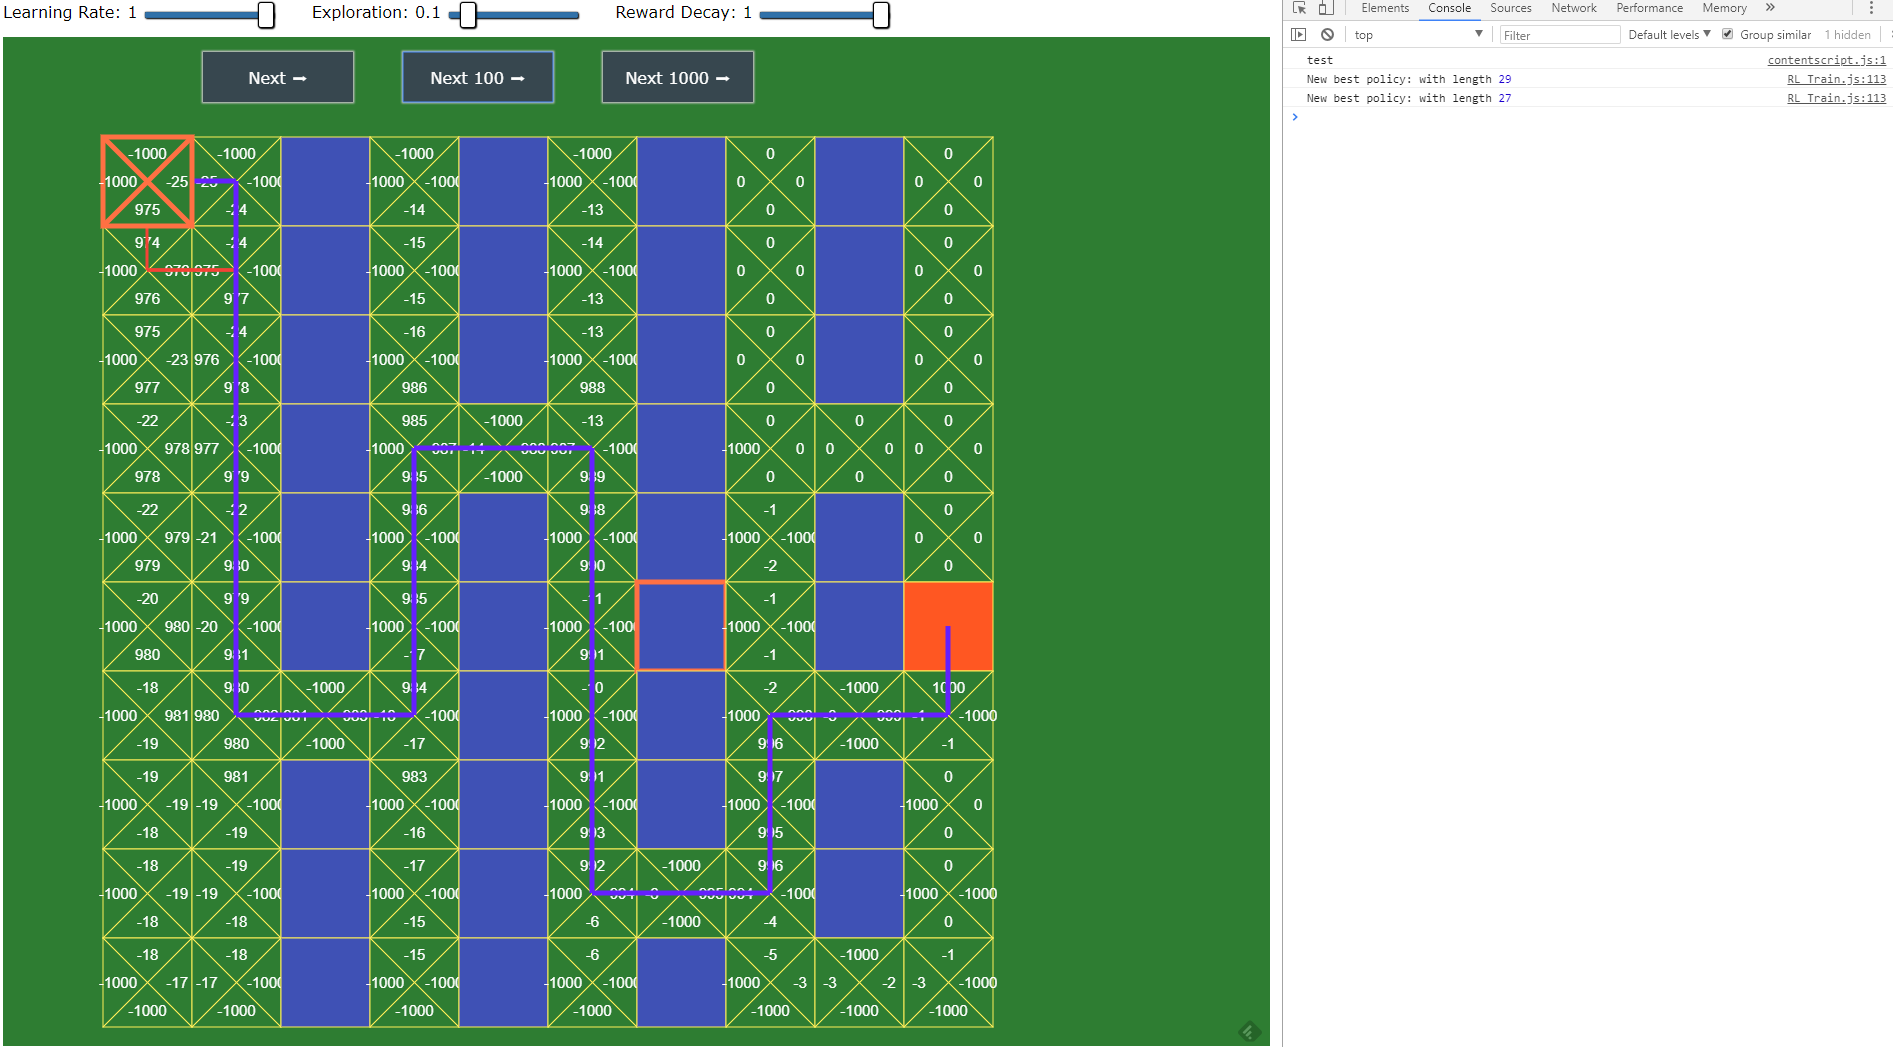 Learning Rate: 1 Exploration: 0.1 Reward Decay: 1
Elements Console Sources Network Performance Memory »
top Filter Default levels Group similar 1 hidden
Next → Next 100 → Next 1000 →
test contentscript.js:1
New best policy: with length 29 RL_Train.js:113
New best policy: with length 27 RL_Train.js:113
-1000 -1000 -1000 -1000 0 0
-1000 -25 -25 -1000 -1000 -1000 -1000 -1000 0 0 0 0
975 -24 -14 -13 0 0
974 -24 -15 -14 0 0
-1000 976 975 -1000 -1000 -1000 -1000 -1000 0 0 0 0
976 977 -15 -13 0 0
975 -24 -16 -13 0 0
-1000 -23 976 -1000 -1000 -1000 -1000 -1000 0 0 0 0
977 978 986 988 0 0
-22 -23 985 -1000 -13 0 0 0
-1000 978 977 -1000 -1000 987 -14 988 987 -1000 -1000 0 0 0 0 0
978 979 985 -1000 989 0 0 0
-22 -22 986 988 -1 0
-1000 979 -21 -1000 -1000 -1000 -1000 -1000 -1000 -1000 0 0
979 980 984 990 -2 0
-20 979 985 -11 -1
-1000 980 -20 -1000 -1000 -1000 -1000 -1000 -1000 -1000
980 981 -17 991 -1
-18 980 -1000 984 -10 -2 -1000 1000
-1000 981 980 982 981 983 -1000 -1000 -1000 -1000 998 999 -1 -1000
-19 980 -1000 -17 992 996 -1000 -1
-19 981 983 991 997 0
-1000 -19 -19 -1000 -1000 -1000 -1000 -1000 -1000 -1000 -1000 0
-18 -19 -16 993 995 0
-18 -19 -17 992 -1000 996 0
-1000 -19 -19 -1000 -1000 -1000 -1000 994 995 994 -1000 -1000 -1000
-18 -18 -15 -6 -1000 -4 0
-18 -18 -15 -6 -5 -1000 -1
-1000 -17 -17 -1000 -1000 -1000 -1000 -1000 -1000 -3 -3 -2 -3 -1000
-1000 -1000 -1000 -1000 -1000 -1000 -1000